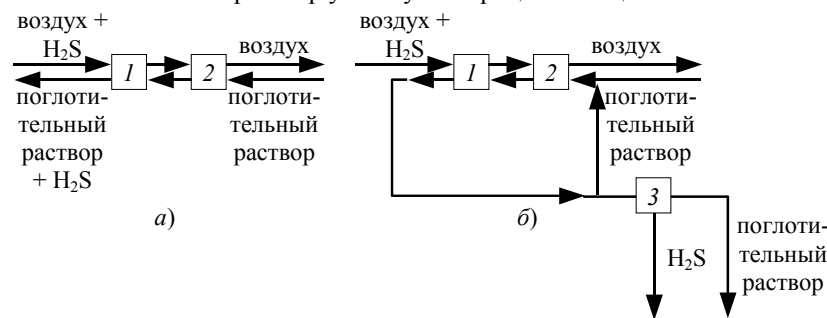 воздух +
H₂S
1
2
воздух
поглоти-
тельный
раствор
+ H₂S
поглоти-
тельный
раствор
а)
воздух +
H₂S
1
2
воздух
поглоти-
тельный
раствор
3
б)
H₂S
поглоти-
тельный
раствор